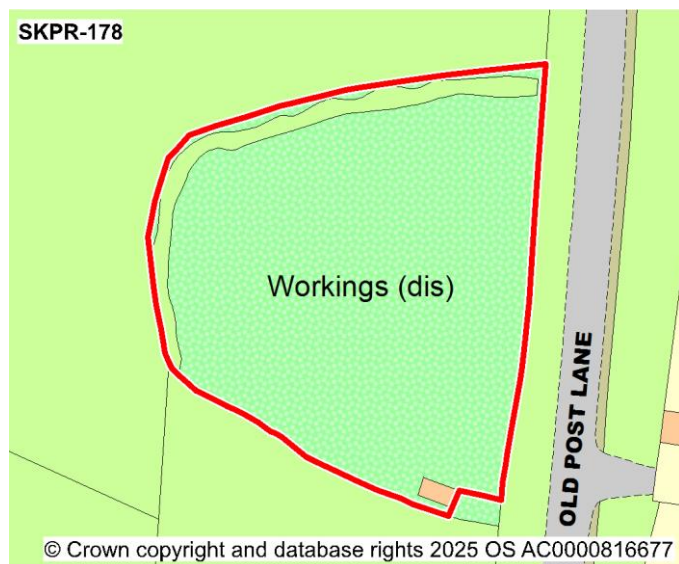 SKPR-178
Workings (dis)
OLD POST LANE
© Crown copyright and database rights 2025 OS AC0000816677